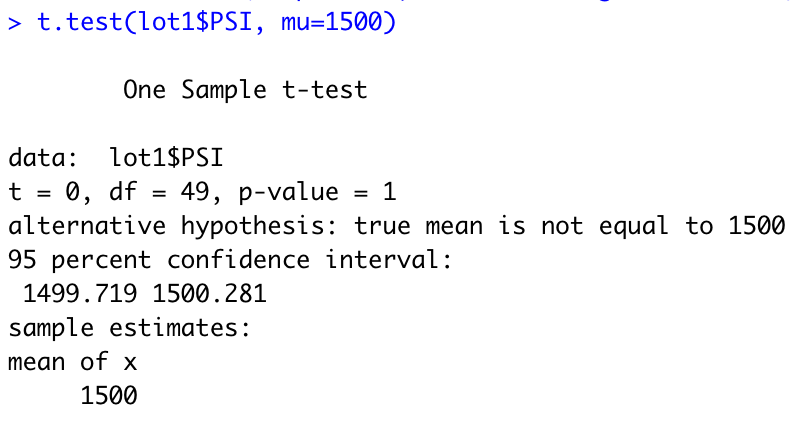 > t.test(lot1$PSI, mu=1500)
One Sample t-test
data:  lot1$PSI
t = 0, df = 49, p-value = 1
alternative hypothesis: true mean is not equal to 1500
95 percent confidence interval:
 1499.719 1500.281
sample estimates:
mean of x
     1500